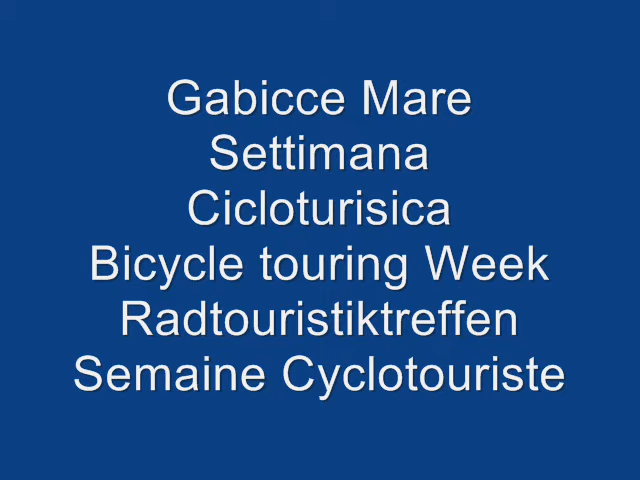 Gabicce Mare
Settimana
Cicloturisica
Bicycle touring Week
Radtouristiktreffen
Semaine Cyclotouriste